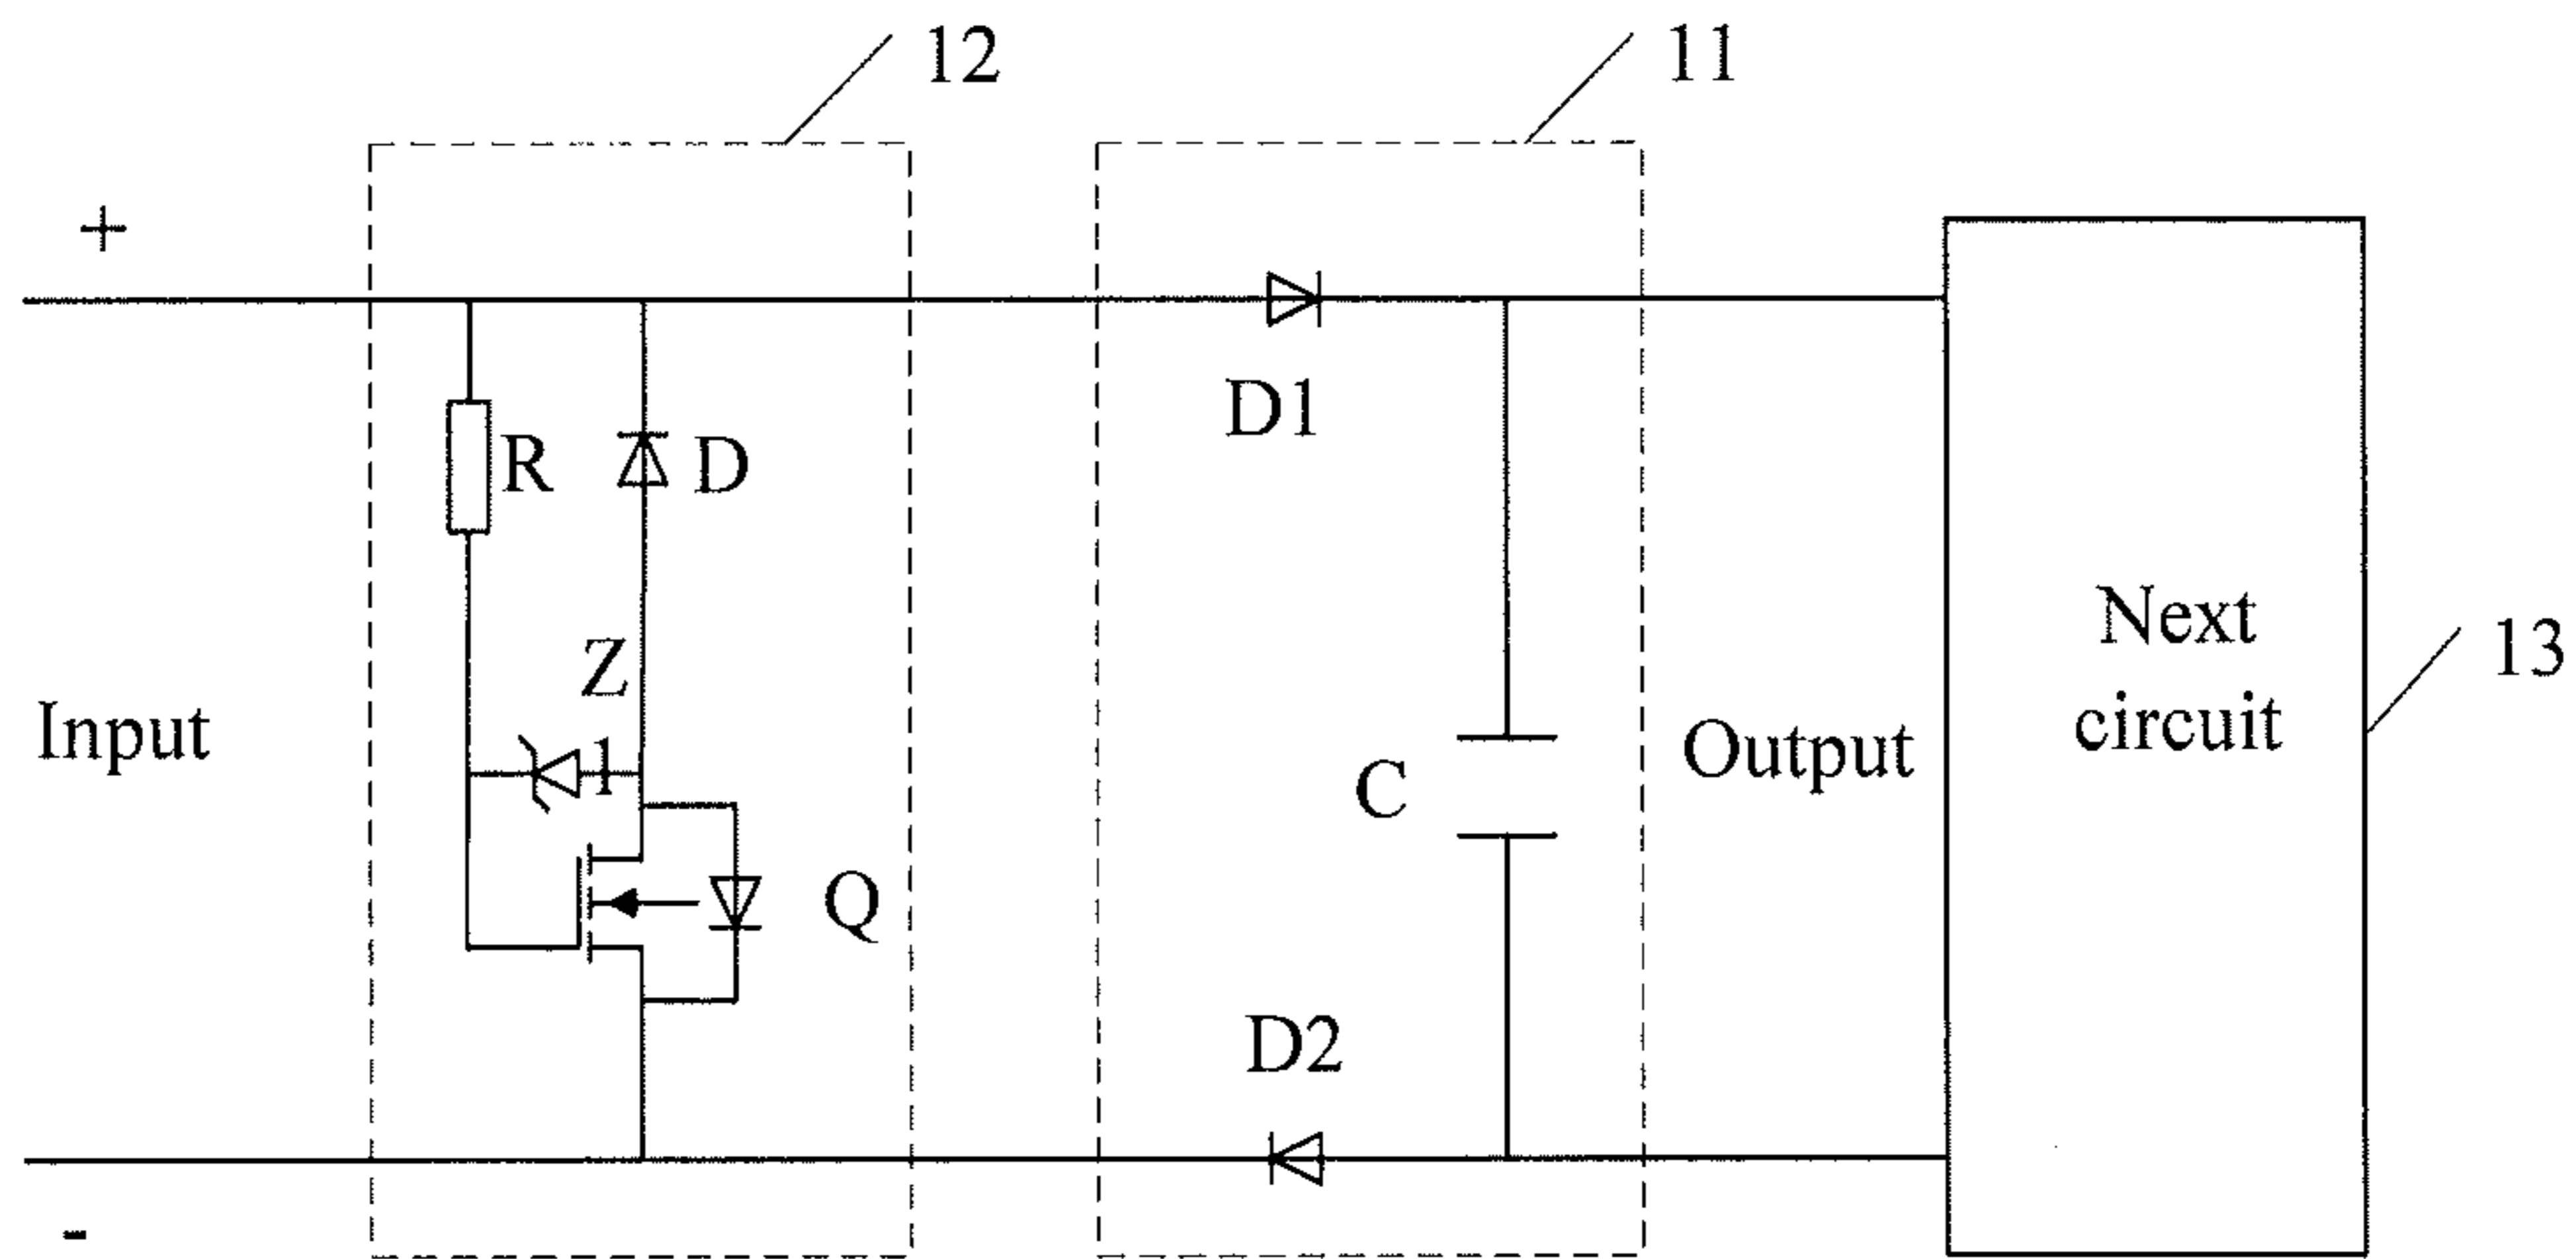 12
11
+
D1
R
D
Z
1
Next
circuit
13
Input
Output
C
Q
D2
-